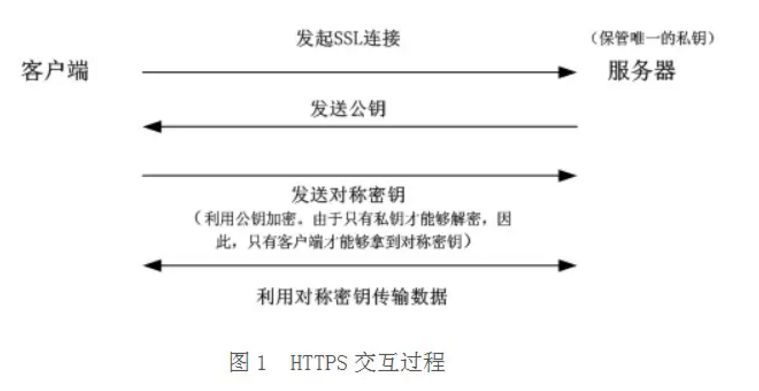 发起SSL连接
（保管唯一的私钥）
客户端
服务器
发送公钥
发送对称密钥
（利用公钥加密。由于只有私钥才能够解密，因
此，只有客户端才能够拿到对称密钥）
利用对称密钥传输数据
图1 HTTPS 交互过程